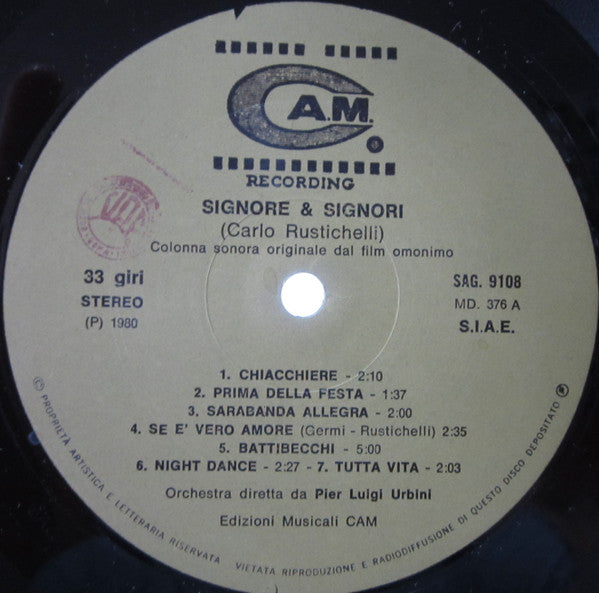 C.A.M.
RECORDING
SIGNORE & SIGNORI
(Carlo Rustichelli)
Colonna sonora originale dal film omonimo
33 giri
STEREO
(P) 1980
SAG. 9108
MD. 376 A
S.I.A.E.
1. CHIACCHIERE - 2:10
2. PRIMA DELLA FESTA - 1:37
3. SARABANDA ALLEGRA - 2:00
4. SE E' VERO AMORE (Germi - Rustichelli) 2:35
5. BATTIBECCHI - 5:00
6. NIGHT DANCE - 2:27 - 7. TUTTA VITA - 2:03
Orchestra diretta da Pier Luigi Urbini
Edizioni Musicali CAM
© PROPRIETÀ ARTISTICA E LETTERARIA RISERVATA VIETATA RIPRODUZIONE E RADIODIFFUSIONE DI QUESTO DISCO DEPOSITATO